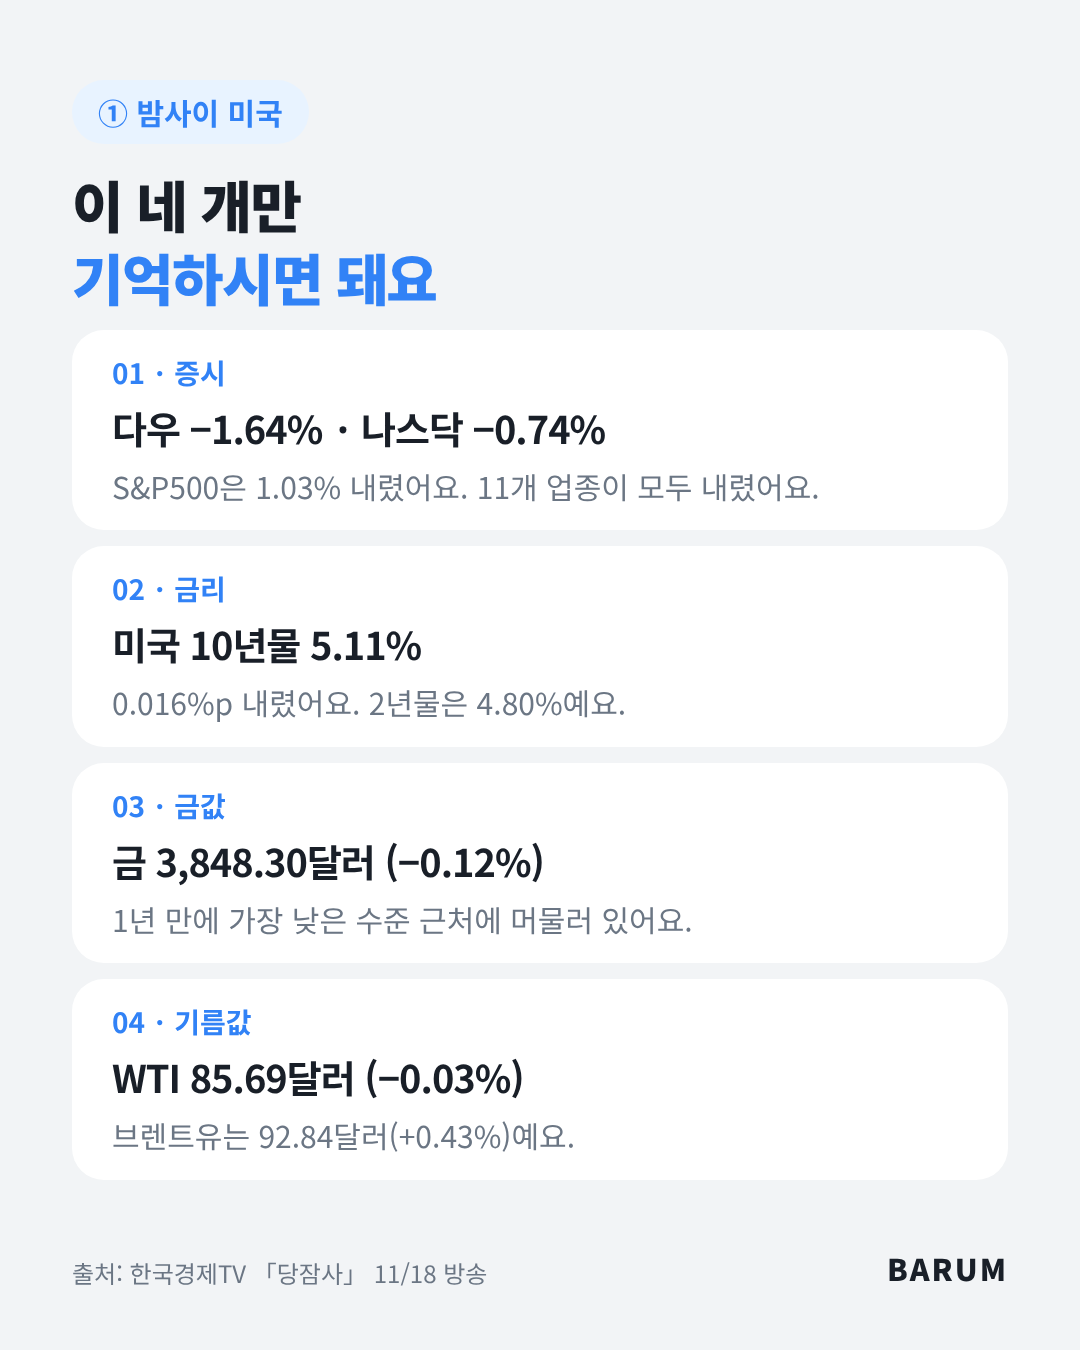 ① 밤사이 미국
이 네 개만
기억하시면 돼요
01 · 증시
다우 −1.64% · 나스닥 −0.74%
S&P500은 1.03% 내렸어요. 11개 업종이 모두 내렸어요.
02 · 금리
미국 10년물 5.11%
0.016%p 내렸어요. 2년물은 4.80%예요.
03 · 금값
금 3,848.30달러 (−0.12%)
1년 만에 가장 낮은 수준 근처에 머물러 있어요.
04 · 기름값
WTI 85.69달러 (−0.03%)
브렌트유는 92.84달러(+0.43%)예요.
출처: 한국경제TV 「당잠사」 11/18 방송
BARUM